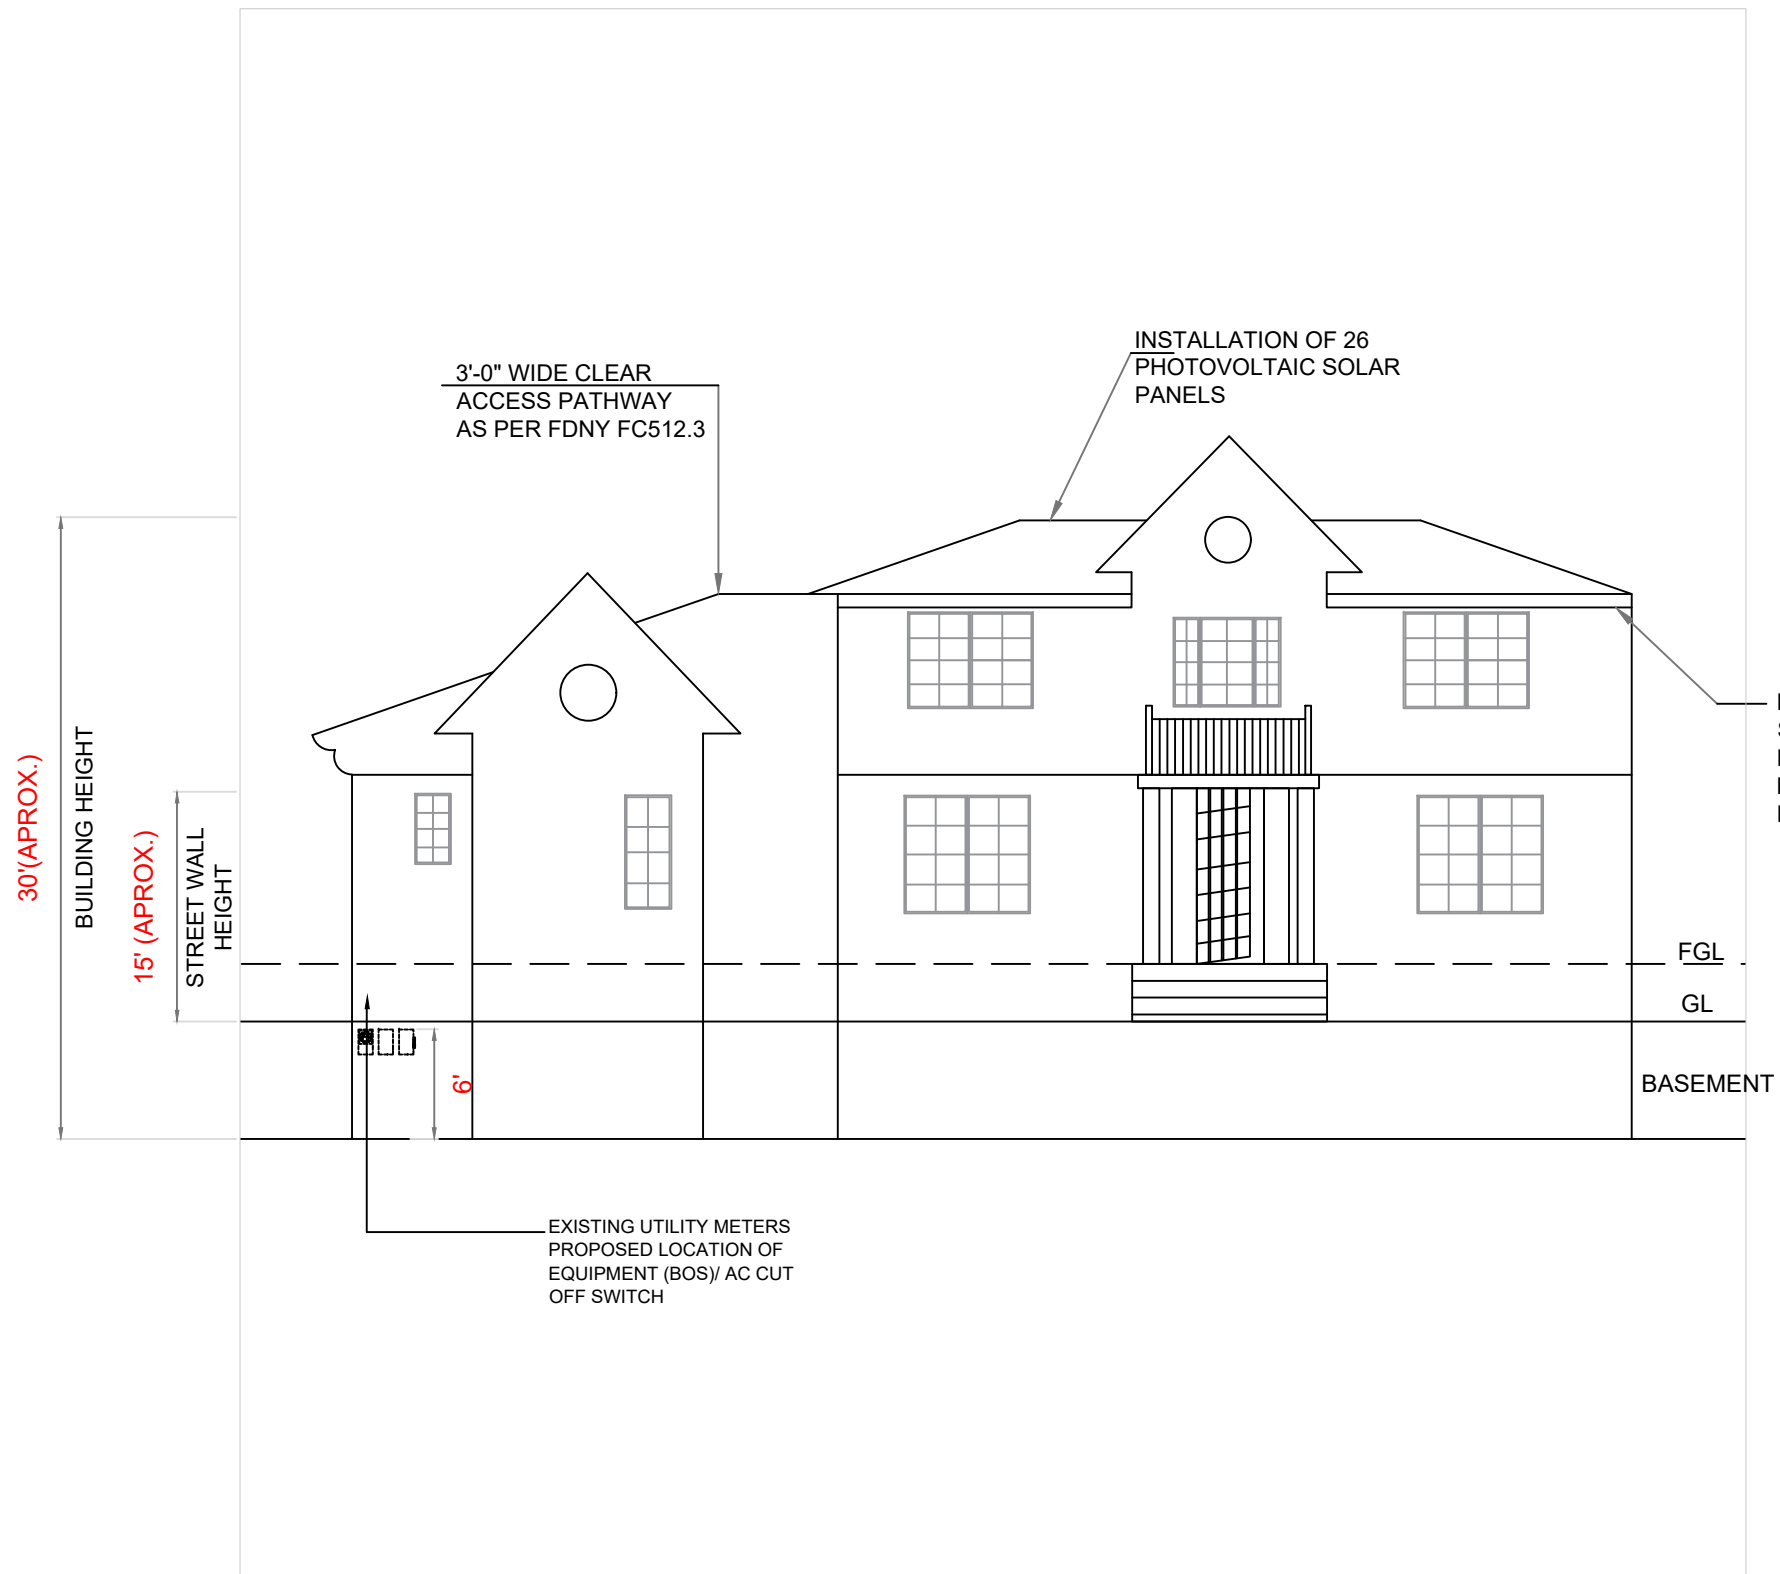 INSTALLATION OF 26
PHOTOVOLTAIC SOLAR
PANELS
3'-0" WIDE CLEAR
ACCESS PATHWAY
AS PER FDNY FC512.3
30'(APROX.)
BUILDING HEIGHT
15' (APROX.)
STREET WALL
HEIGHT
FGL
GL
6'
BASEMENT
EXISTING UTILITY METERS
PROPOSED LOCATION OF
EQUIPMENT (BOS)/ AC CUT
OFF SWITCH